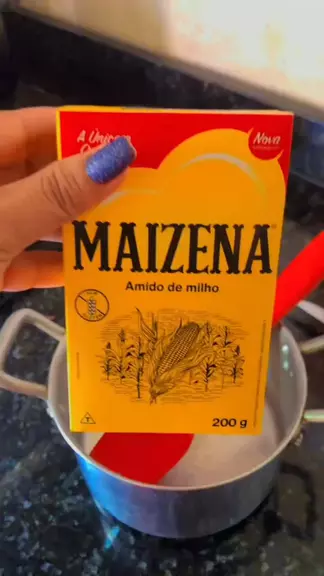 A Única
Nova
MAIZENA
Amido de milho
T
200 g